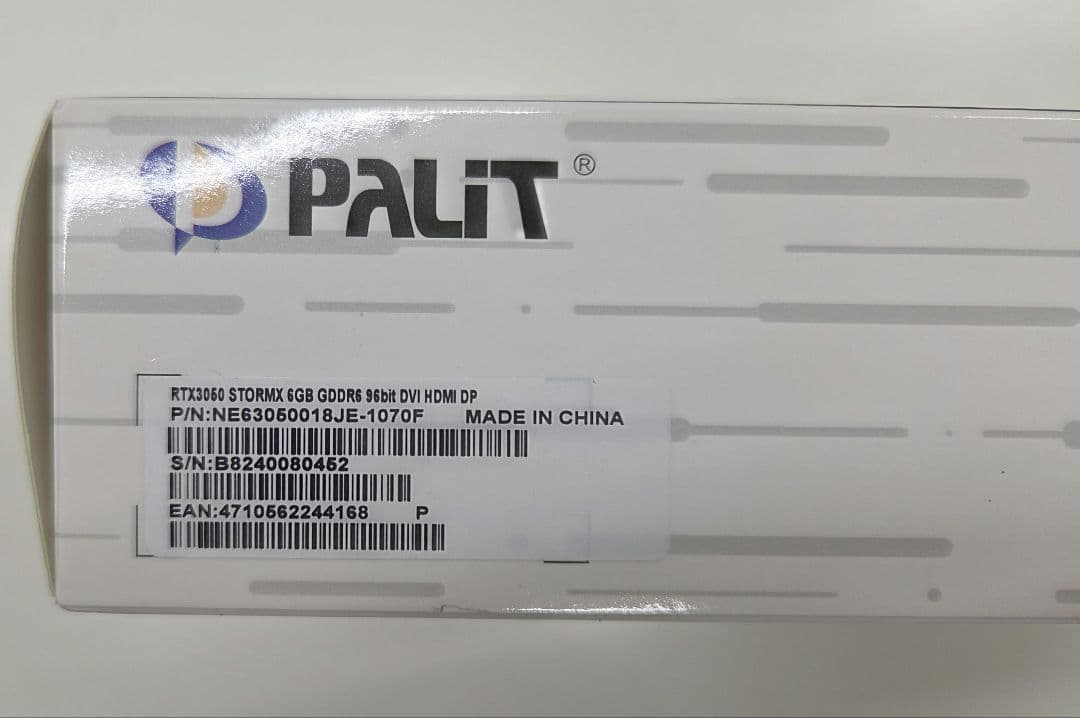 PALiT®
RTX3050 STORMX 6GB GDDR6 96bit DVI HDMI DP
P/N:NE63050018JE-1070F MADE IN CHINA
S/N:B8240080452
EAN:4710562244168 P